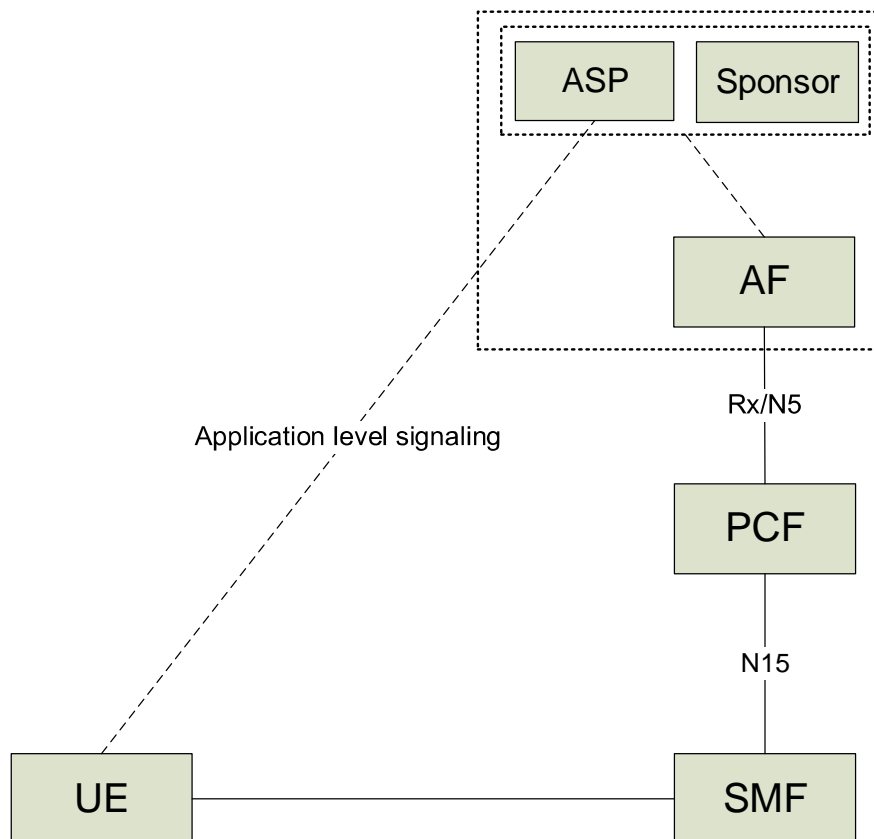 ASP
Sponsor
AF
Rx/N5
Application level signaling
PCF
N15
UE
SMF